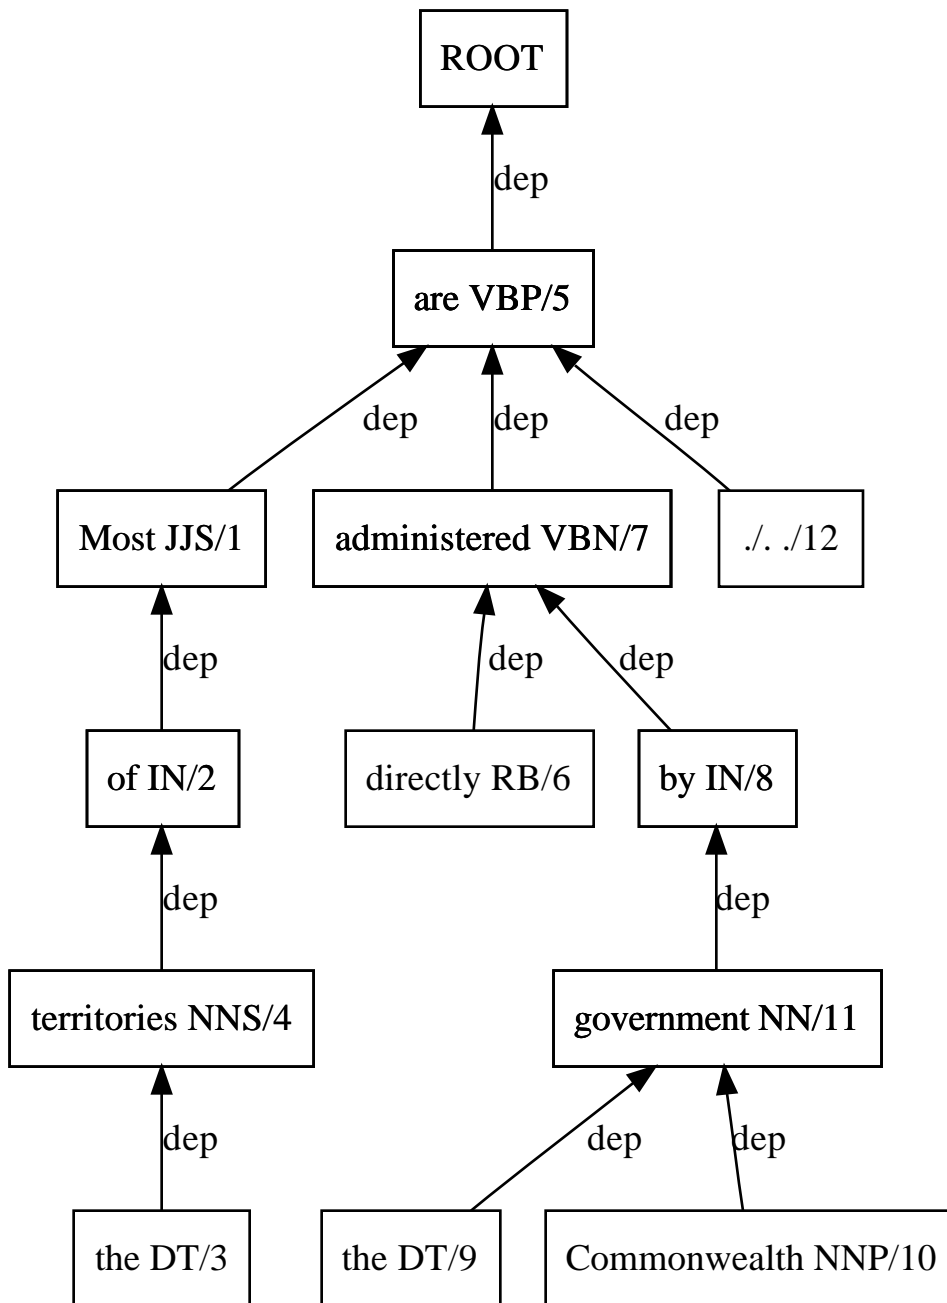 ROOT
dep
are VBP/5
dep dep dep
Most JJS/1 administered VBN/7 ./. ./12
dep dep dep
of IN/2 directly RB/6 by IN/8
dep dep
territories NNS/4 government NN/11
dep dep dep
the DT/3 the DT/9 Commonwealth NNP/10